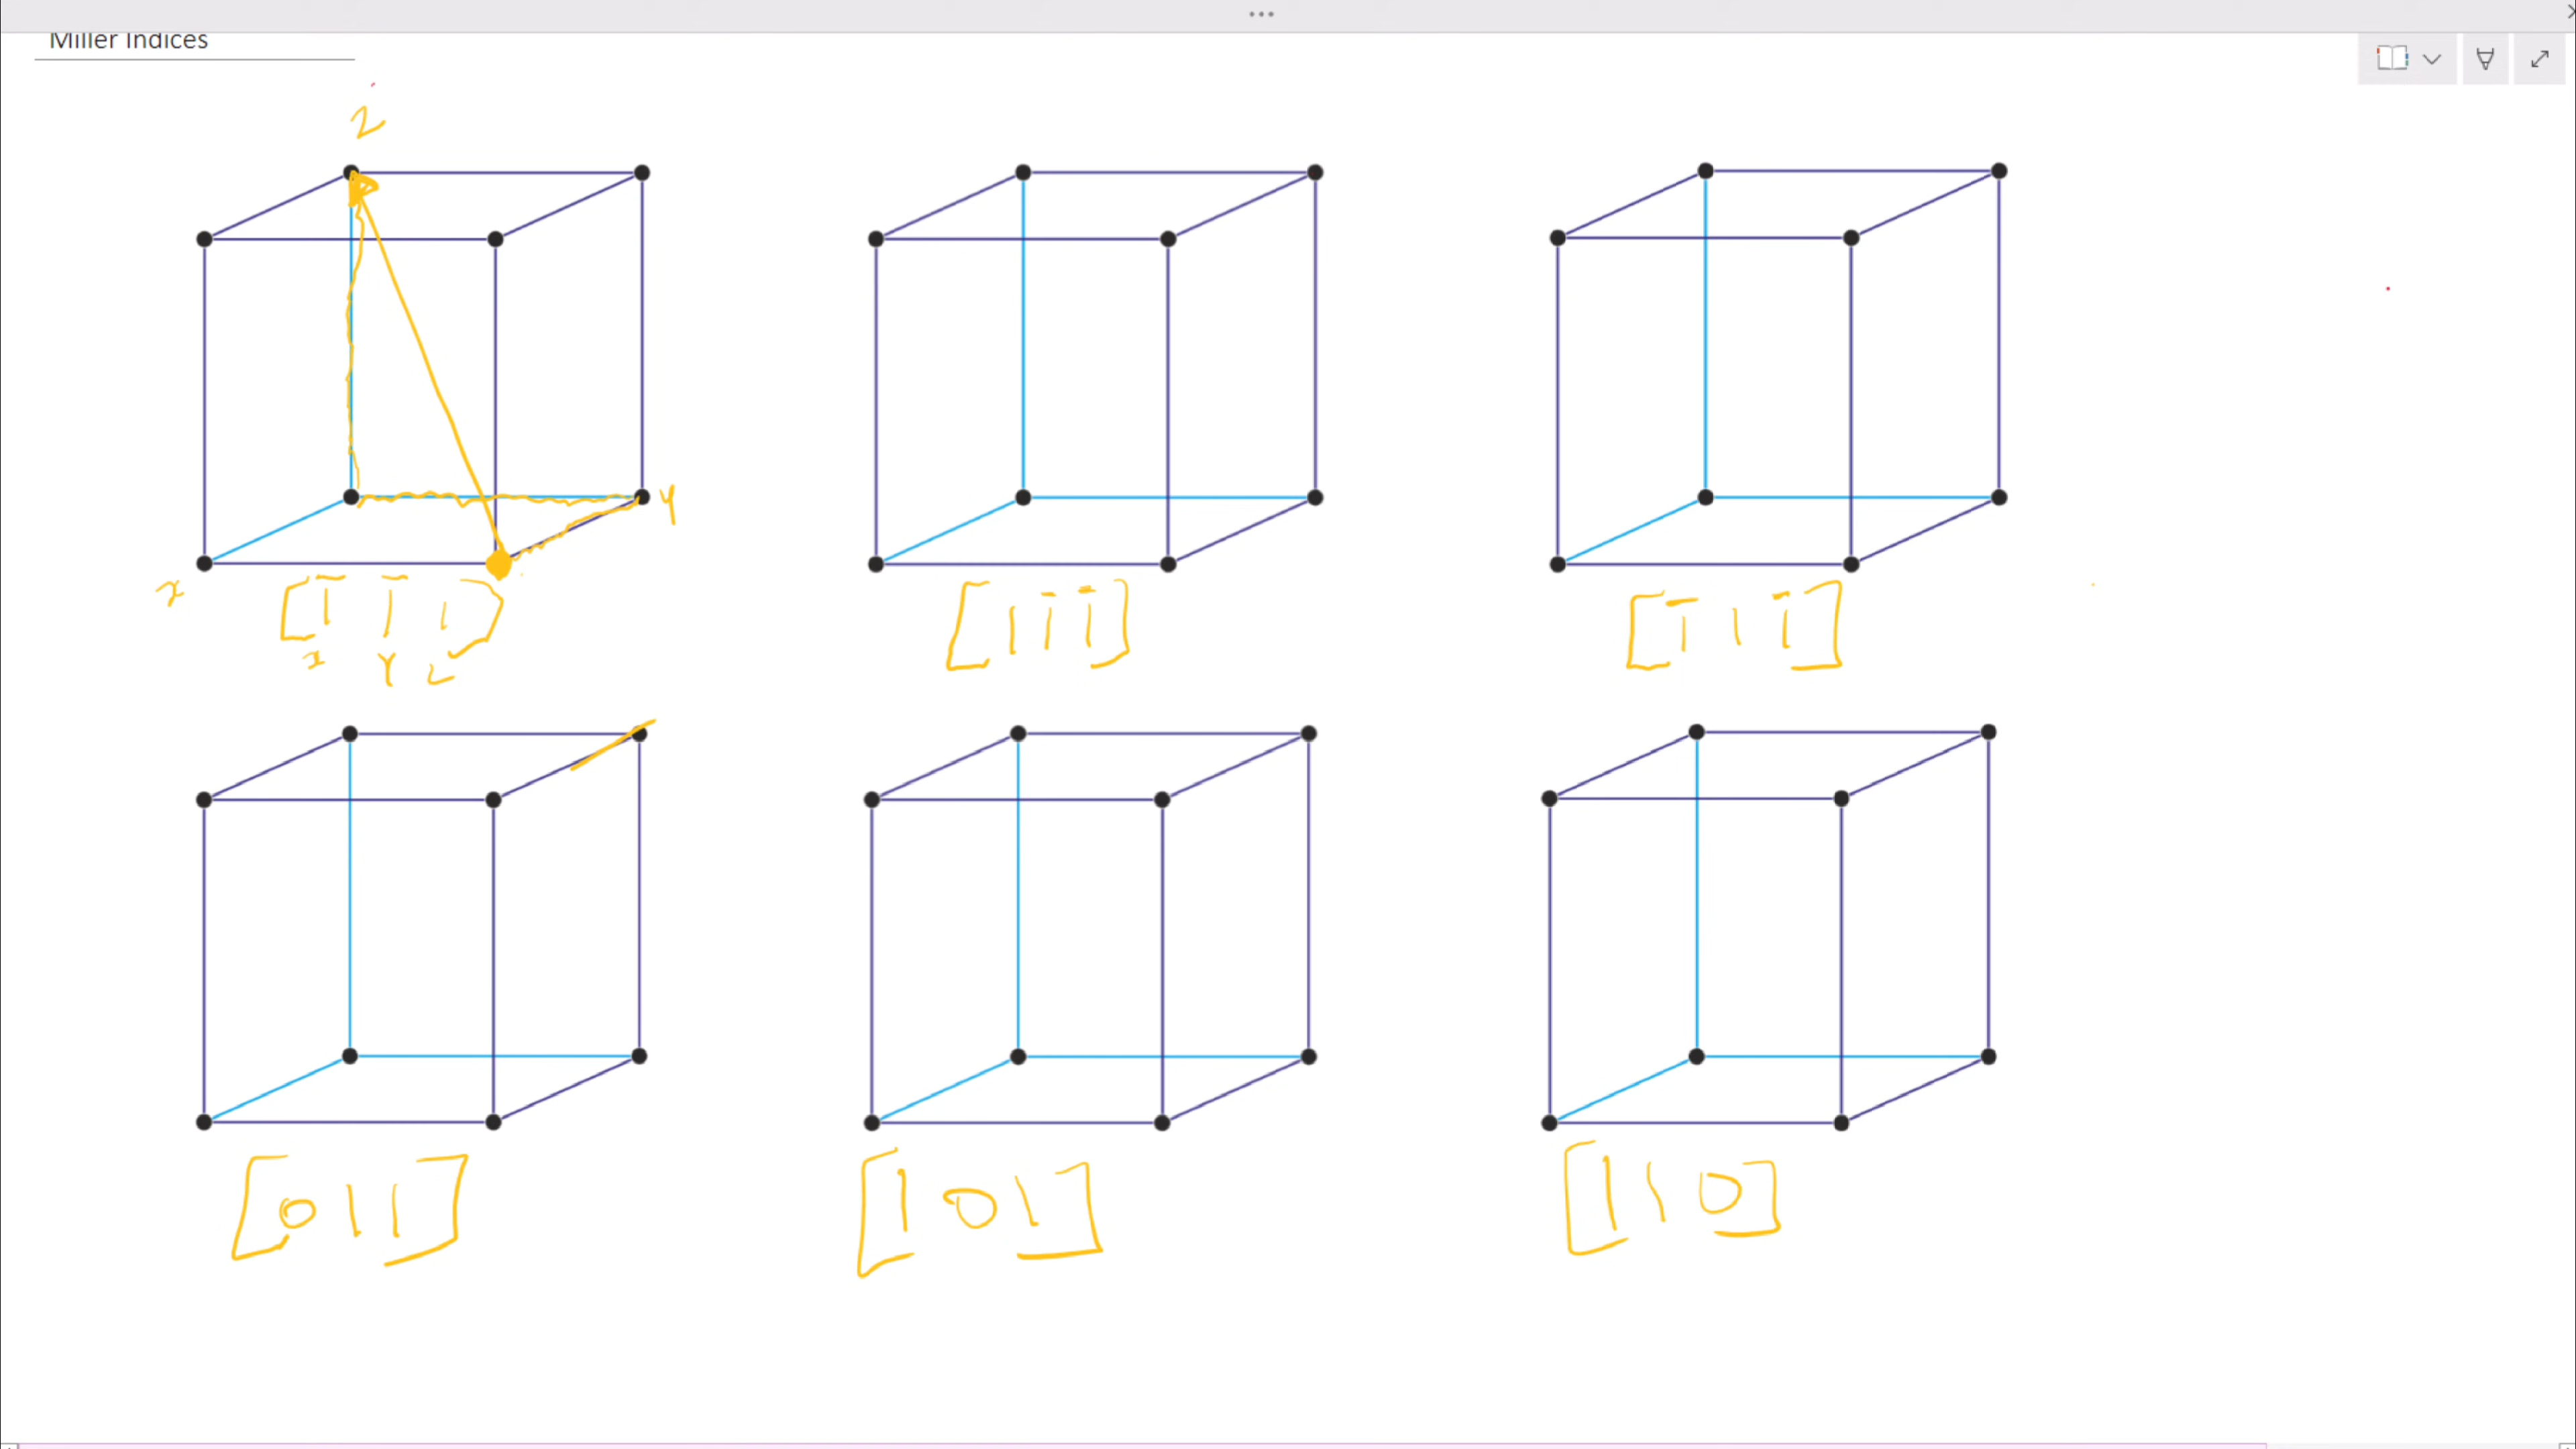 Miller Indices
Z
Y
x
[1̄ 1̄ 1]
x Y Z
[1 1̄ 1̄]
[1̄ 1 1̄]
[0 1 1]
[1 0 1]
[1 1 0]